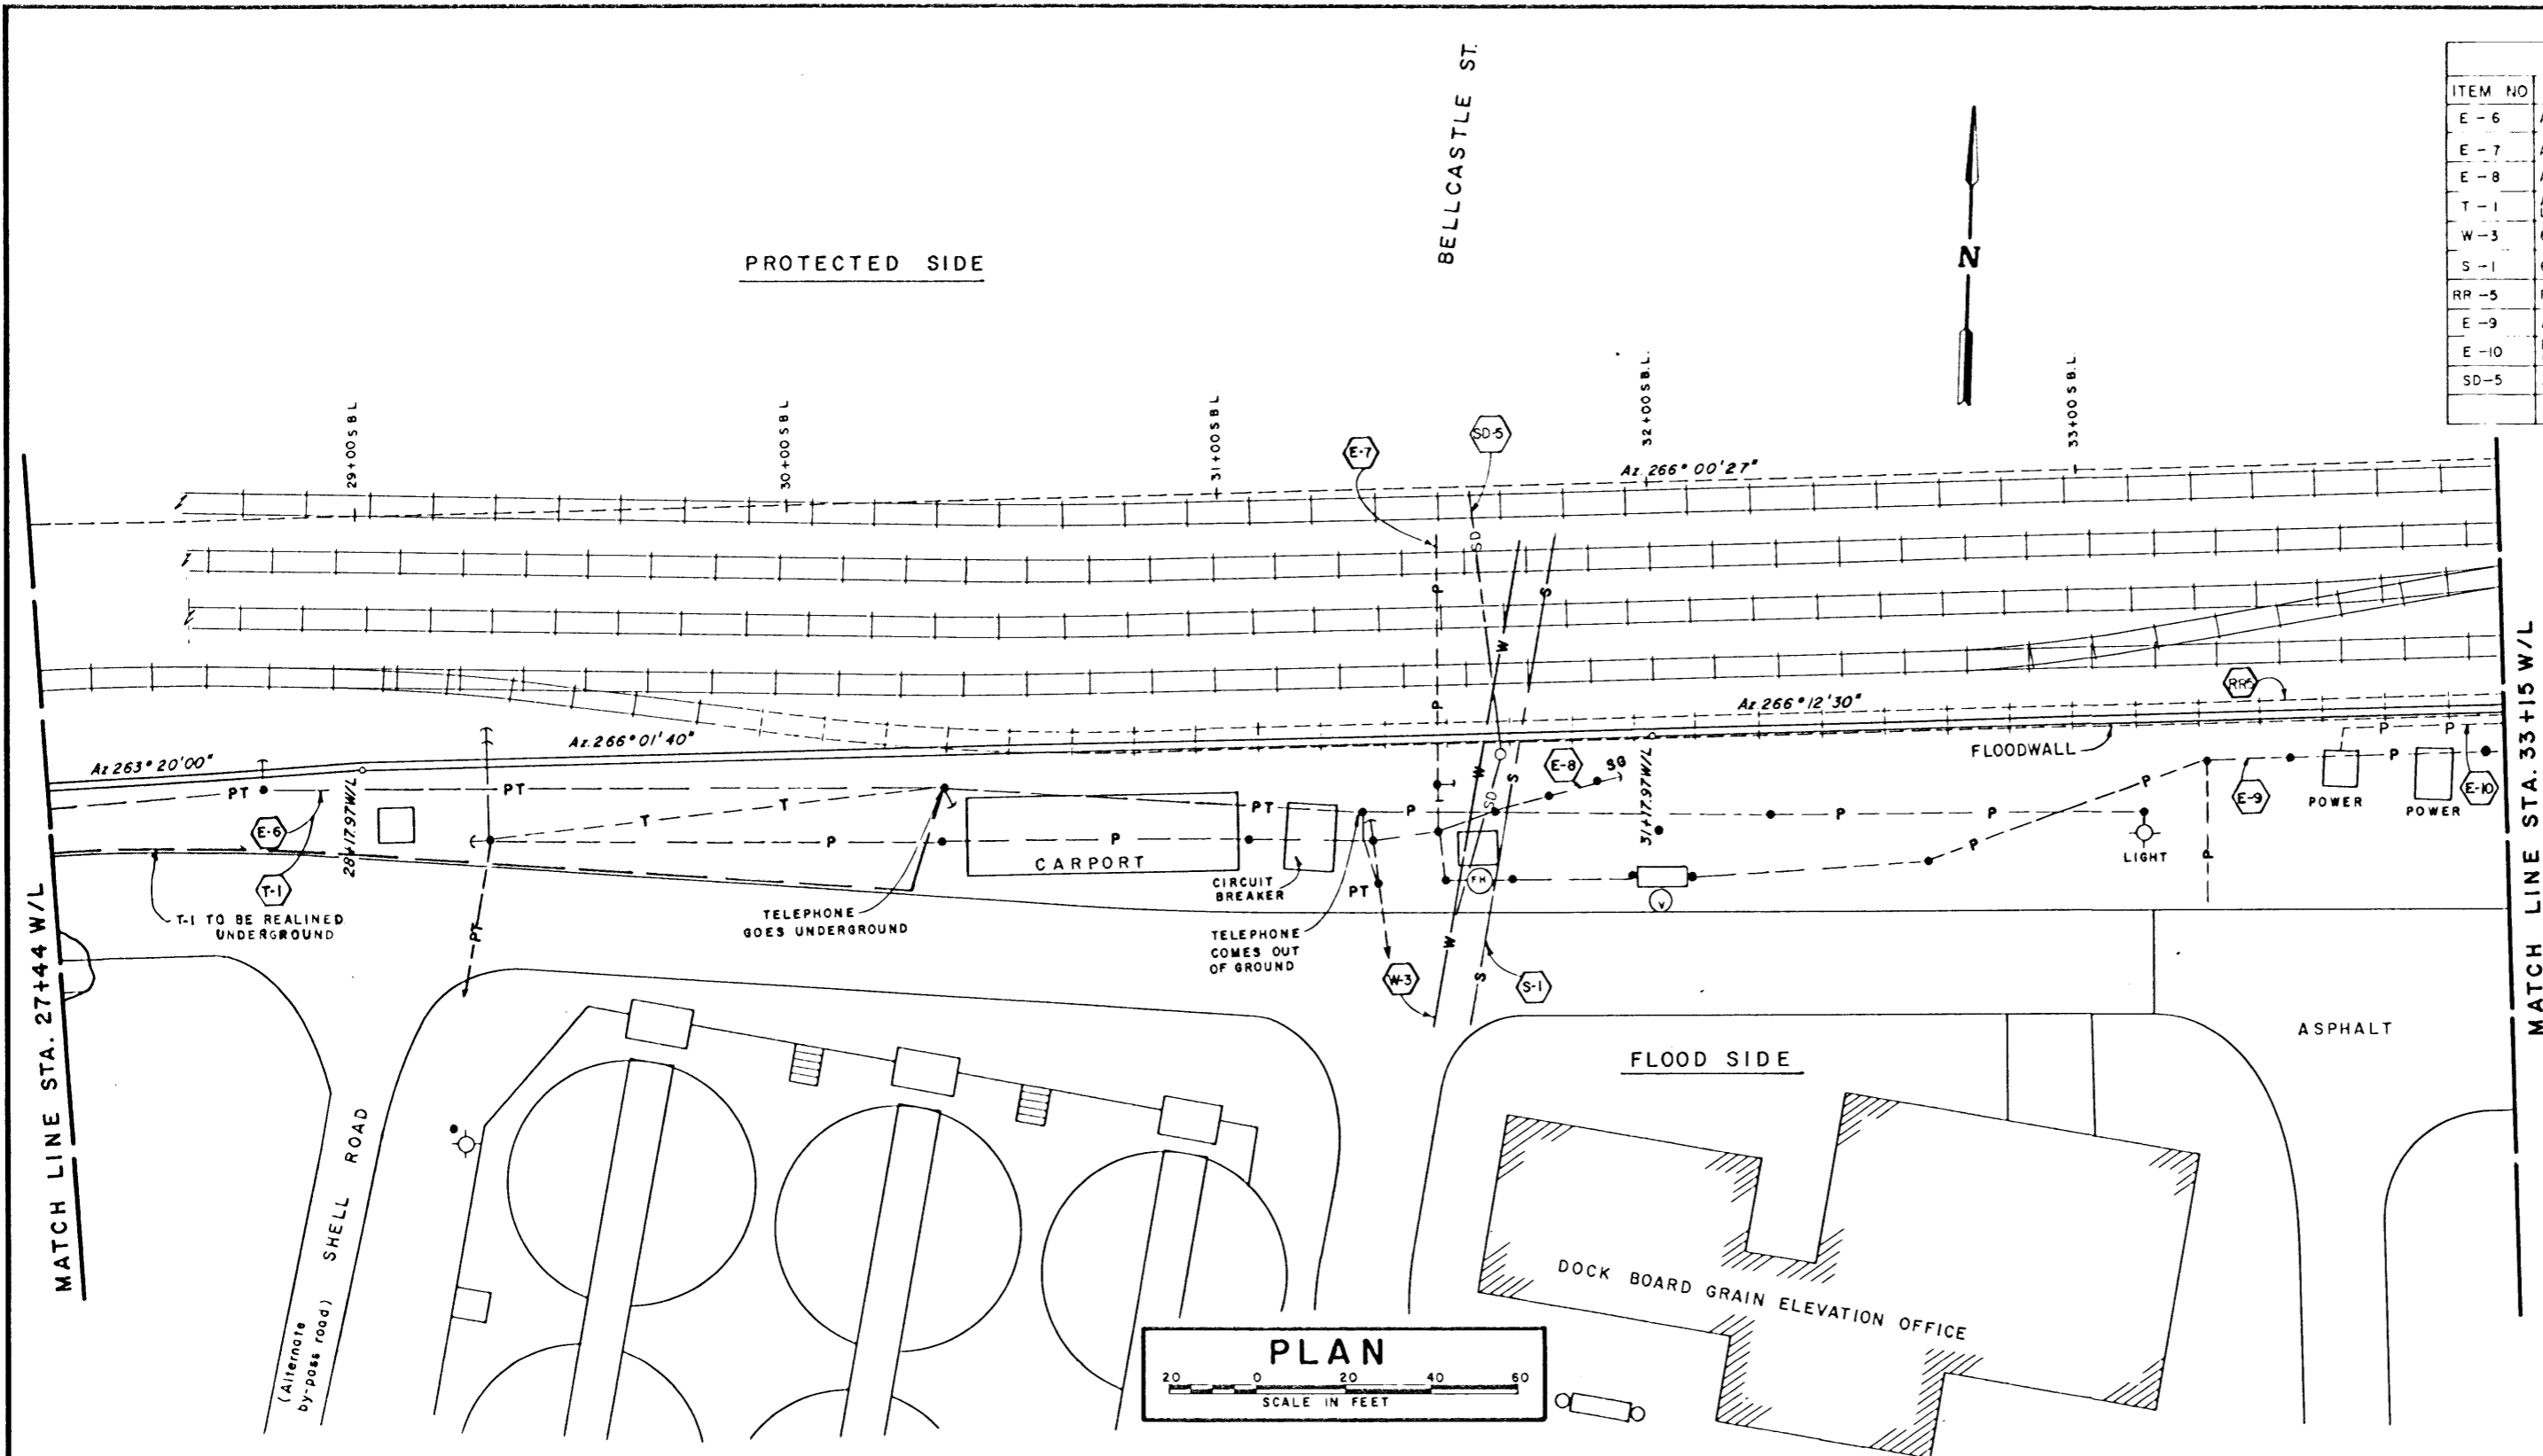 BELLCASTLE ST.
PROTECTED SIDE
N
ITEM NO
E-6
E-7
E-8
T-1
W-3
S-1
RR-5
E-9
E-10
SD-5
29+00 S B L
30+00 S B L
31+00 S B L
32+00 S B.L.
33+00 S B.L.
E-7
SD-5
Az. 266° 00' 27"
SD
P
S
W
P
RR5
Az. 266° 12' 30"
Az. 266° 01' 40"
Az 263° 20' 00"
FLOODWALL
PT
PT
T
T
P
PT
P
PT
W
SD
S
E-8
SG
P
P
P
P
P
P
P
P
E-6
T-1
28+17.97 W/L
31+17.97 W/L
CARPORT
CIRCUIT
BREAKER
FH
V
LIGHT
E-9
POWER
POWER
E-10
T-1 TO BE REALINED
UNDERGROUND
TELEPHONE
GOES UNDERGROUND
TELEPHONE
COMES OUT
OF GROUND
PT
W
S
W-3
S-1
MATCH LINE STA. 27+44 W/L
MATCH LINE STA. 33+15 W/L
ASPHALT
FLOOD SIDE
SHELL ROAD
(Alternate
by-pass road)
DOCK BOARD GRAIN ELEVATION OFFICE
PLAN
20 0 20 40 60
SCALE IN FEET